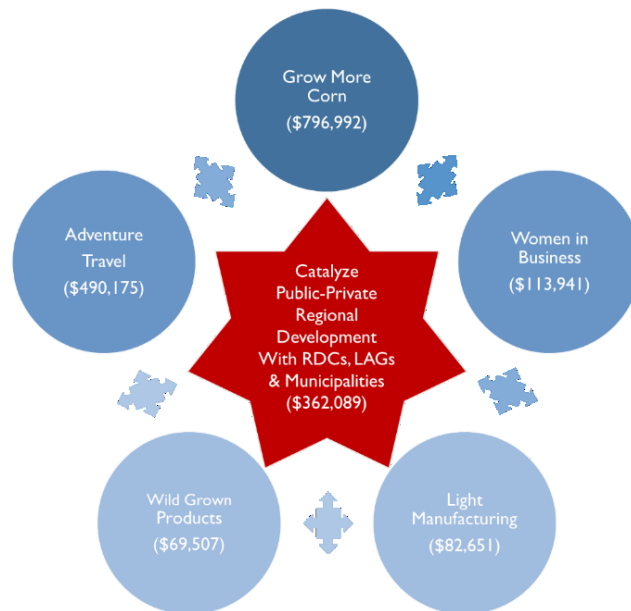 Grow More
Corn
($796,992)
Adventure
Travel
($490,175)
Women in
Business
($113,941)
Catalyze
Public-Private
Regional
Development
With RDCs, LAGs
& Municipalities
($362,089)
Wild Grown
Products
($69,507)
Light
Manufacturing
($82,651)